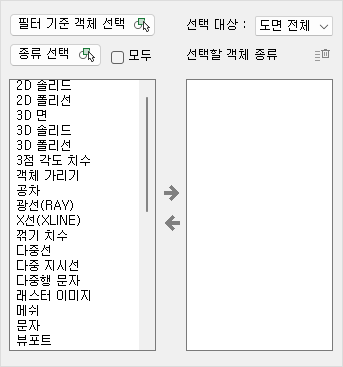 필터 기준 객체 선택
선택 대상 : 도면 전체
종류 선택
모두
선택할 객체 종류
2D 솔리드
2D 폴리선
3D 면
3D 솔리드
3D 폴리선
3점 각도 치수
객체 가리기
공차
광선(RAY)
X선(XLINE)
꺾기 치수
다중선
다중 지시선
다중행 문자
래스터 이미지
메쉬
문자
뷰포트